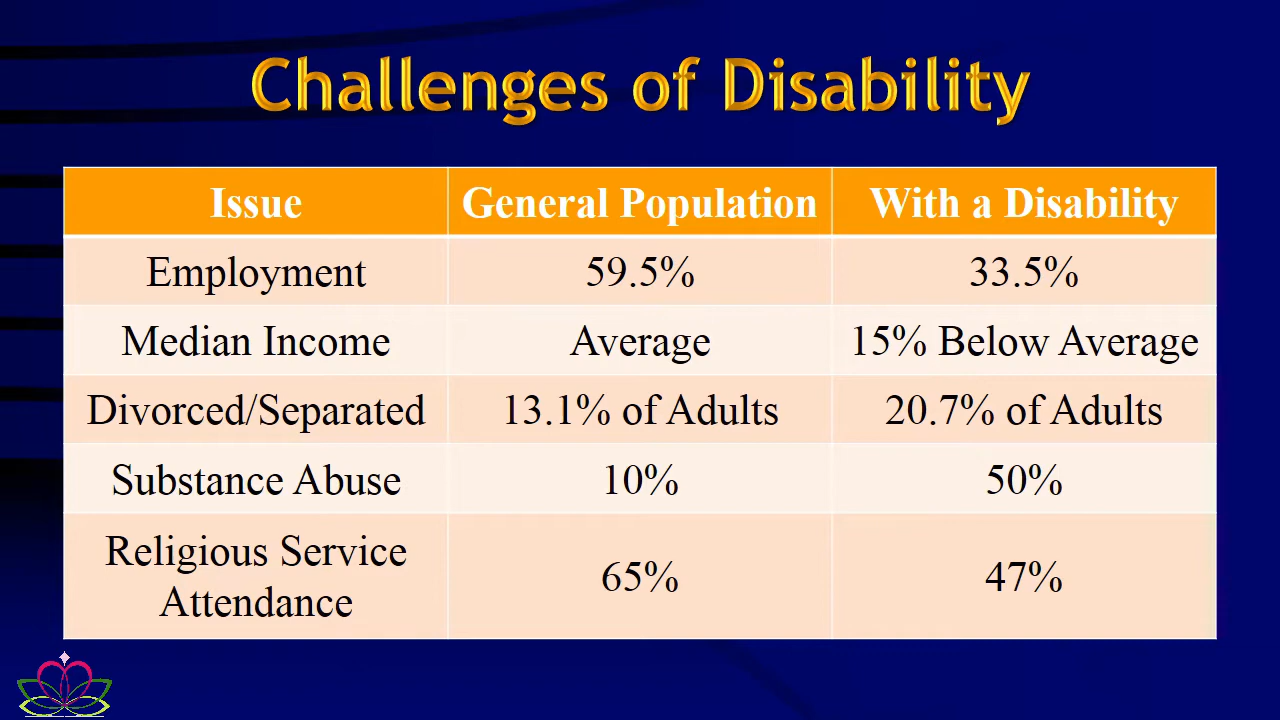 Challenges of Disability
Issue General Population With a Disability
Employment 59.5% 33.5%
Median Income Average 15% Below Average
Divorced/Separated 13.1% of Adults 20.7% of Adults
Substance Abuse 10% 50%
Religious Service
Attendance 65% 47%